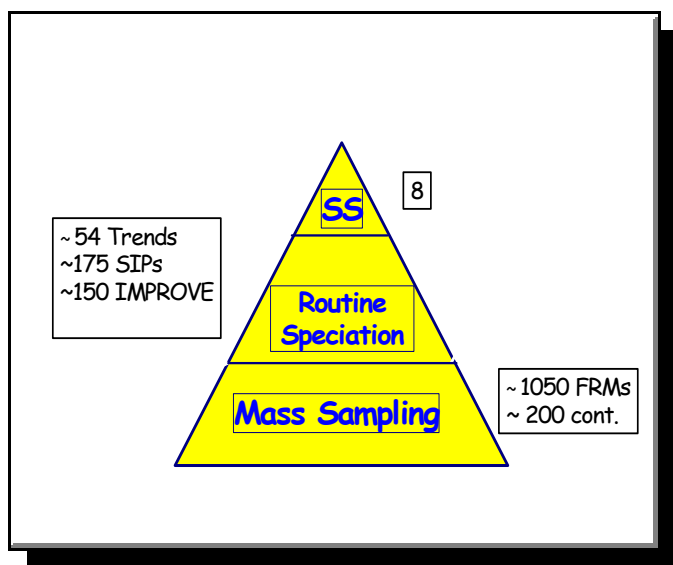 SS
8
~ 54 Trends
~175 SIPs
~150 IMPROVE
Routine
Speciation
Mass Sampling
~ 1050 FRMs
~ 200 cont.